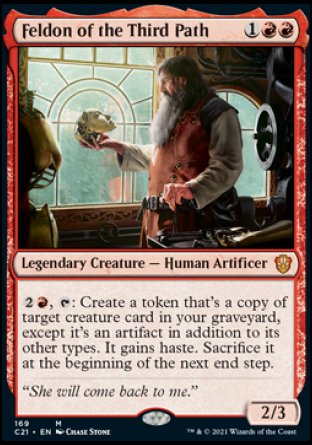 Feldon of the Third Path 1
Legendary Creature — Human Artificer
2, : Create a token that's a copy of
target creature card in your graveyard,
except it's an artifact in addition to its
other types. It gains haste. Sacrifice it
at the beginning of the next end step.
"She will come back to me."
2/3
169 M
C21 • EN Chase Stone
™ & © 2021 Wizards of the Coast